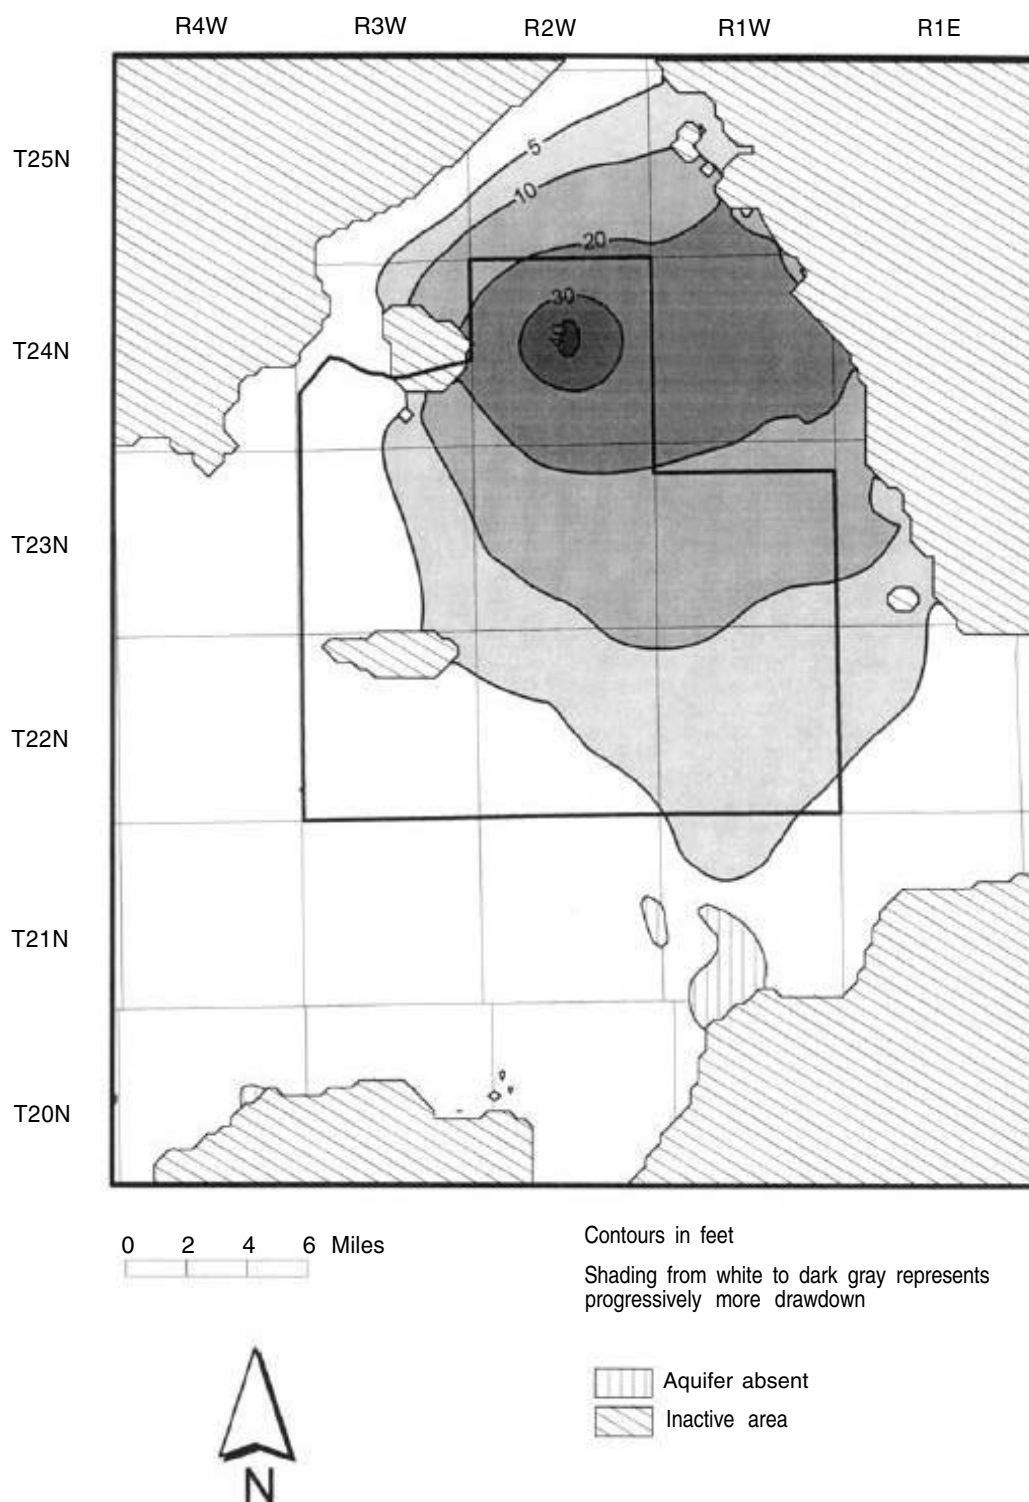 R4W R3W R2W R1W R1E
T25N
T24N
T23N
T22N
T21N
T20N
5
10
20
30
40
0 2 4 6 Miles
Contours in feet
Shading from white to dark gray represents
progressively more drawdown
Aquifer absent
Inactive area
N